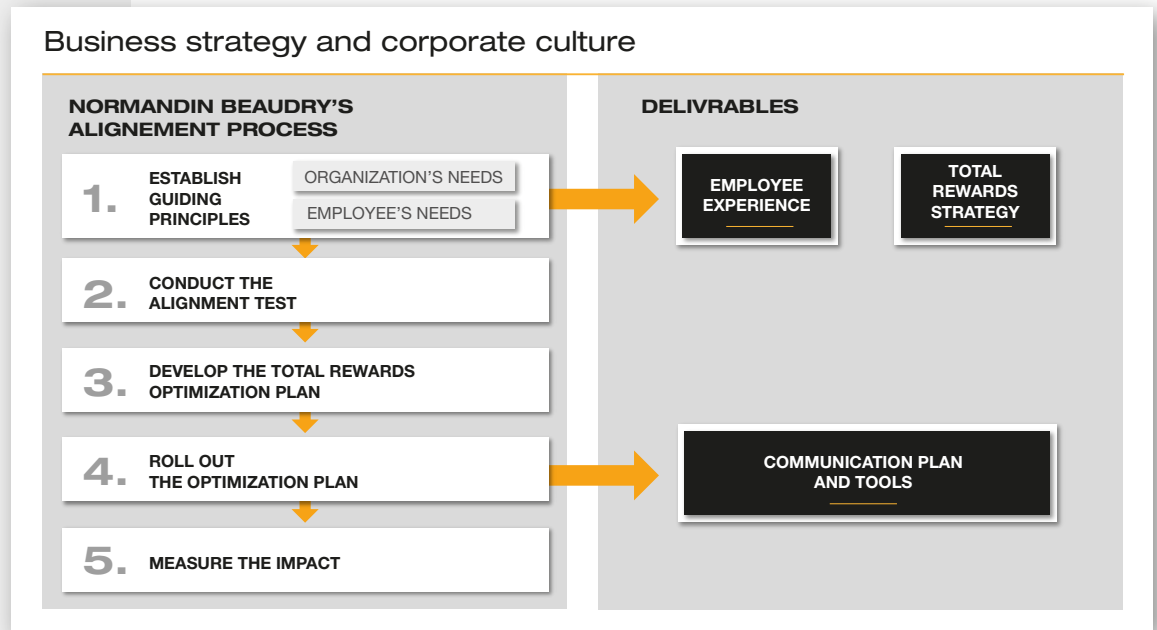 Business strategy and corporate culture
NORMANDIN BEAUDRY'S
ALIGNEMENT PROCESS
1.
ESTABLISH
GUIDING
PRINCIPLES
ORGANIZATION'S NEEDS
EMPLOYEE'S NEEDS
2.
CONDUCT THE
ALIGNMENT TEST
3.
DEVELOP THE TOTAL REWARDS
OPTIMIZATION PLAN
4.
ROLL OUT
THE OPTIMIZATION PLAN
5.
MEASURE THE IMPACT
DELIVRABLES
EMPLOYEE
EXPERIENCE
TOTAL
REWARDS
STRATEGY
COMMUNICATION PLAN
AND TOOLS